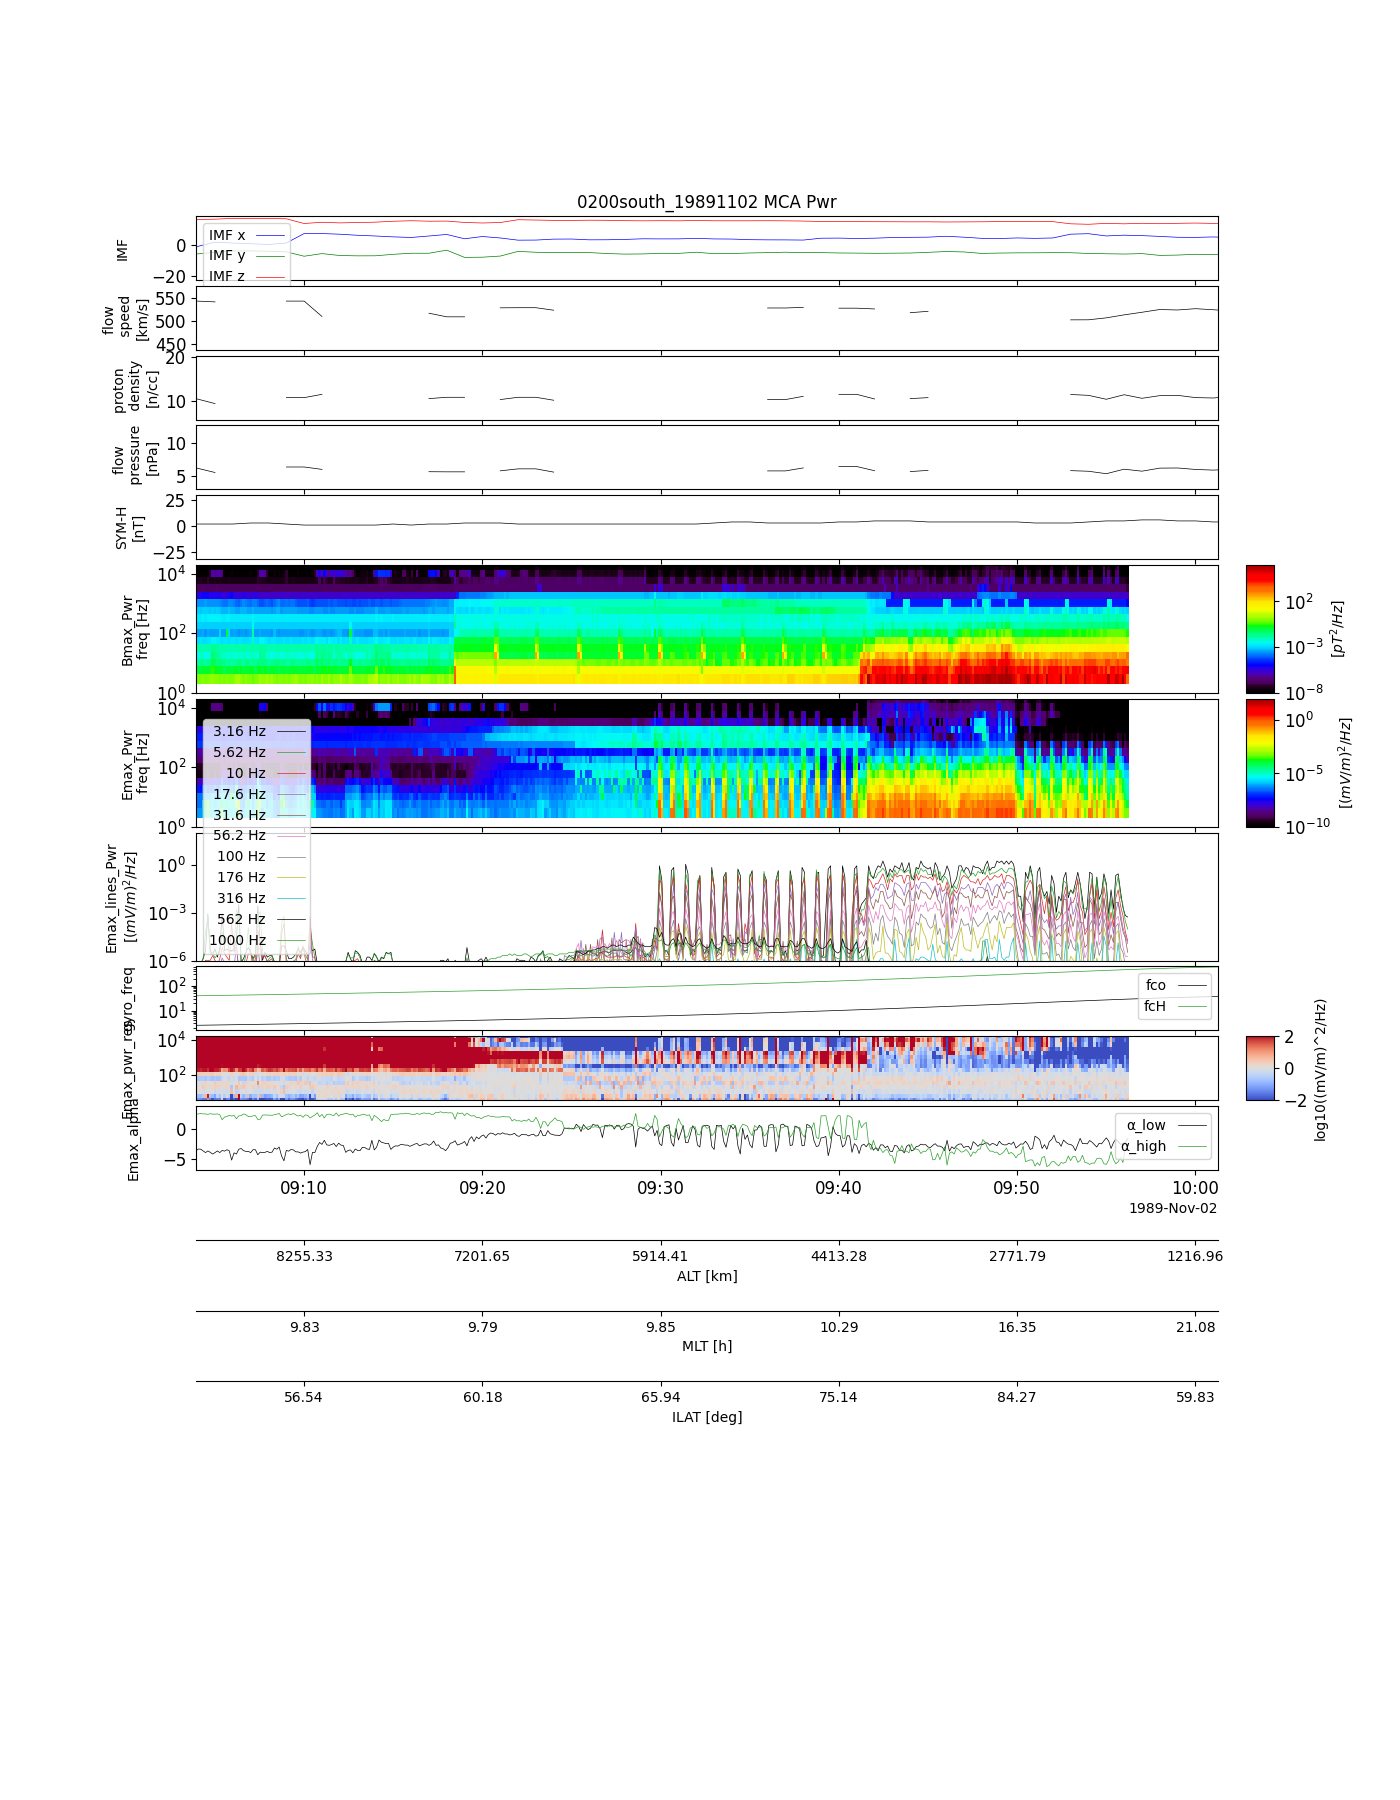 0200south_19891102 MCA Pwr
IMF
0
−20
IMF x
IMF y
IMF z
flow
speed
[km/s]
550
500
450
proton
density
[n/cc]
20
10
flow
pressure
[nPa]
10
5
SYM-H
[nT]
25
0
−25
Bmax_Pwr
freq [Hz]
10^4
10^2
10^0
10^2
10^−3
10^−8
[pT^2/Hz]
Emax_Pwr
freq [Hz]
10^4
10^2
10^0
10^0
10^−5
10^−10
[(mV/m)^2/Hz]
3.16 Hz
5.62 Hz
10 Hz
17.6 Hz
31.6 Hz
56.2 Hz
100 Hz
176 Hz
316 Hz
562 Hz
1000 Hz
Emax_lines_Pwr
[(mV/m)^2/Hz]
10^0
10^−3
10^−6
gyro_freq
10^2
10^1
fco
fcH
Emax_pwr_reg
10^4
10^2
2
0
−2
log10((mV/m)^2/Hz)
Emax_alpha
0
−5
α_low
α_high
09:10 09:20 09:30 09:40 09:50 10:00
1989-Nov-02
8255.33 7201.65 5914.41 4413.28 2771.79 1216.96
ALT [km]
9.83 9.79 9.85 10.29 16.35 21.08
MLT [h]
56.54 60.18 65.94 75.14 84.27 59.83
ILAT [deg]